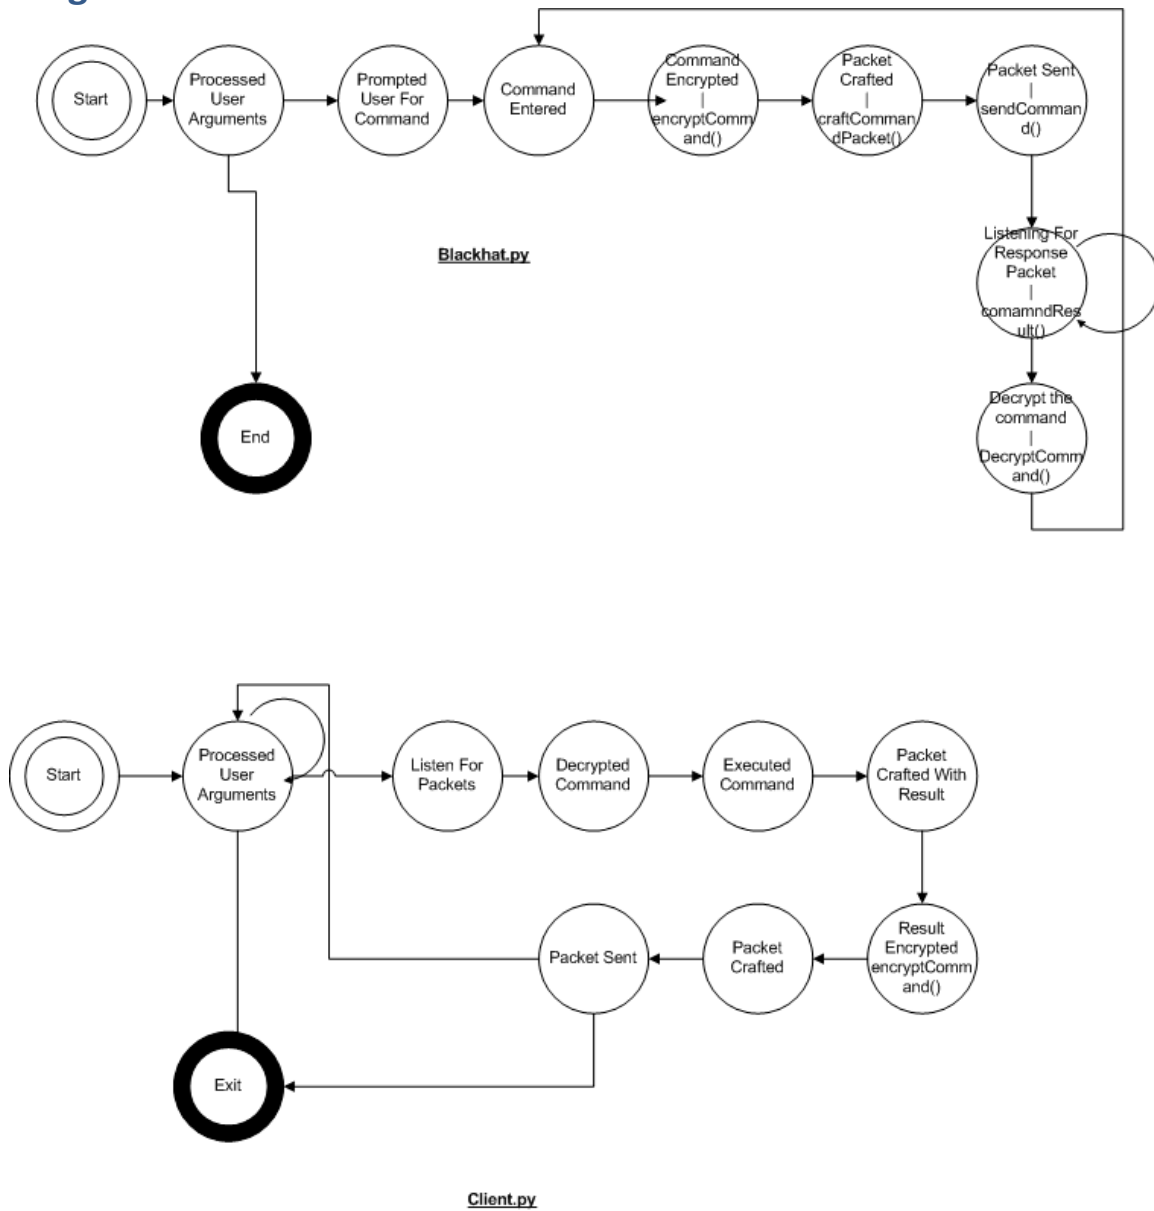 Start
Processed
User
Arguments
Prompted
User For
Command
Command
Entered
Command
Encrypted
|
encryptComm
and()
Packet
Crafted
|
craftComman
dPacket()
Packet Sent
|
sendComman
d()
Listening For
Response
Packet
|
comamndRes
ult()
Decrypt the
command
|
DecryptComm
and()
Blackhat.py
End
Start
Processed
User
Arguments
Listen For
Packets
Decrypted
Command
Executed
Command
Packet
Crafted With
Result
Result
Encrypted
encryptComm
and()
Packet
Crafted
Packet Sent
Exit
Client.py